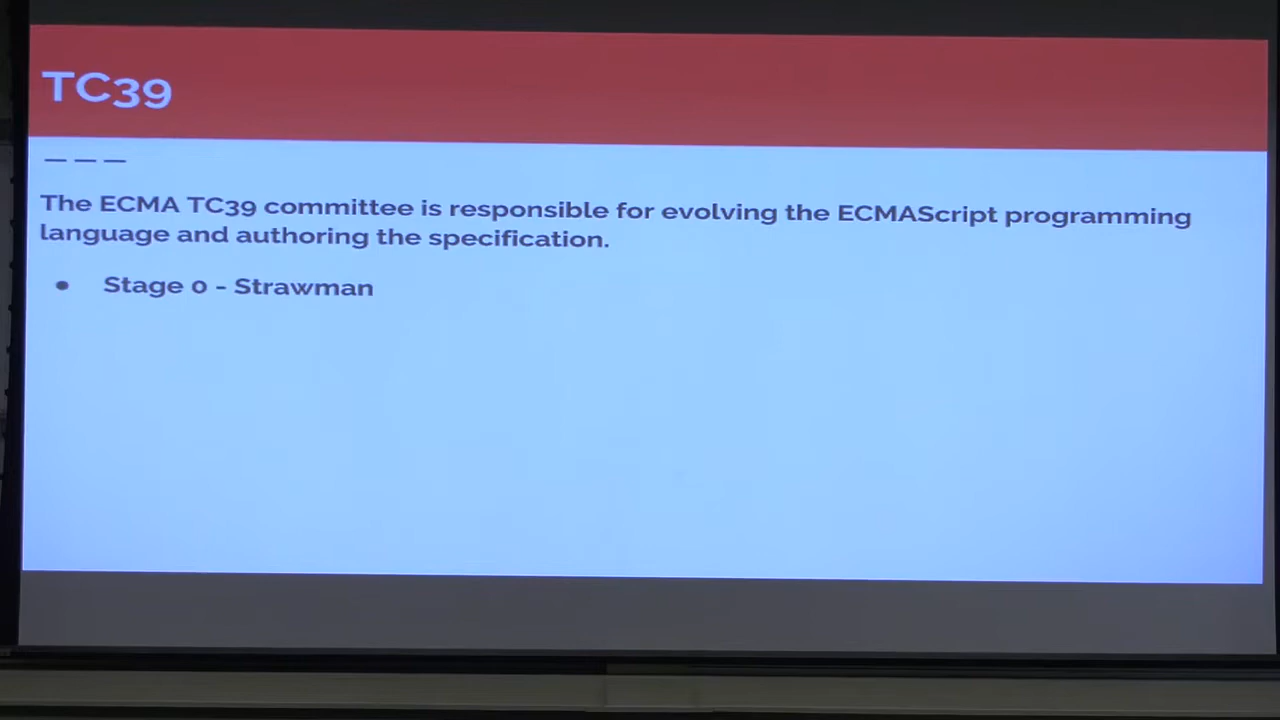 TC39
The ECMA TC39 committee is responsible for evolving the ECMAScript programming
language and authoring the specification.
● Stage 0 - Strawman